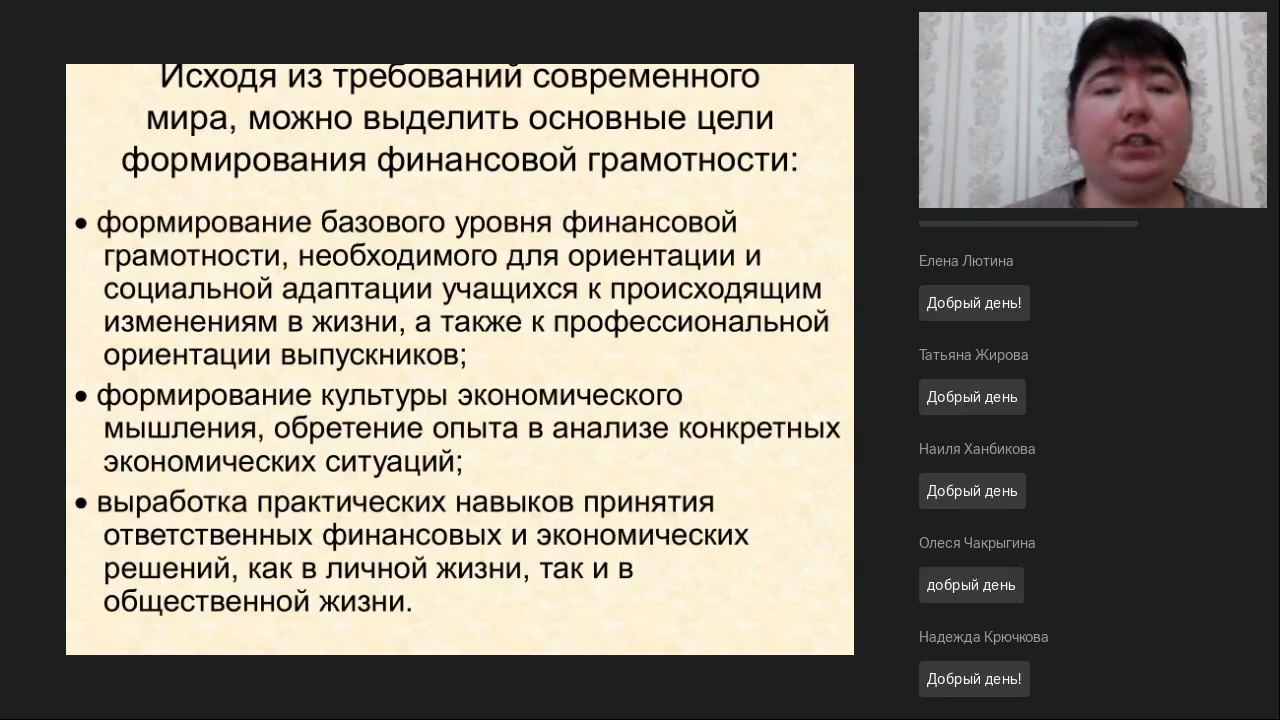 Исходя из требований современного
мира, можно выделить основные цели
формирования финансовой грамотности:
• формирование базового уровня финансовой
грамотности, необходимого для ориентации и
социальной адаптации учащихся к происходящим
изменениям в жизни, а также к профессиональной
ориентации выпускников;
• формирование культуры экономического
мышления, обретение опыта в анализе конкретных
экономических ситуаций;
• выработка практических навыков принятия
ответственных финансовых и экономических
решений, как в личной жизни, так и в
общественной жизни.
Елена Лютина
Добрый день!
Татьяна Жирова
Добрый день
Наиля Ханбикова
Добрый день
Олеся Чакрыгина
добрый день
Надежда Крючкова
Добрый день!